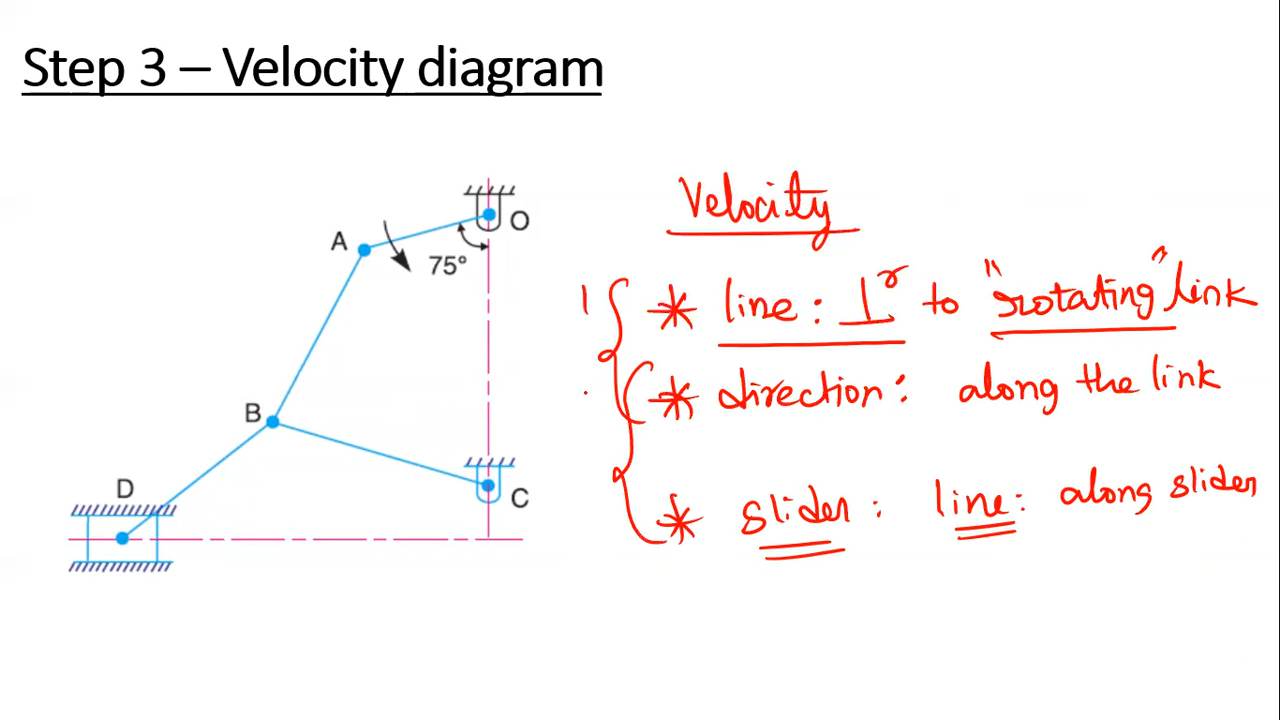 Step 3 – Velocity diagram
O
A
75°
B
D
C
Velocity
1
* line: ⊥r to "rotating" link
* direction: along the link
* slider: line: along slider